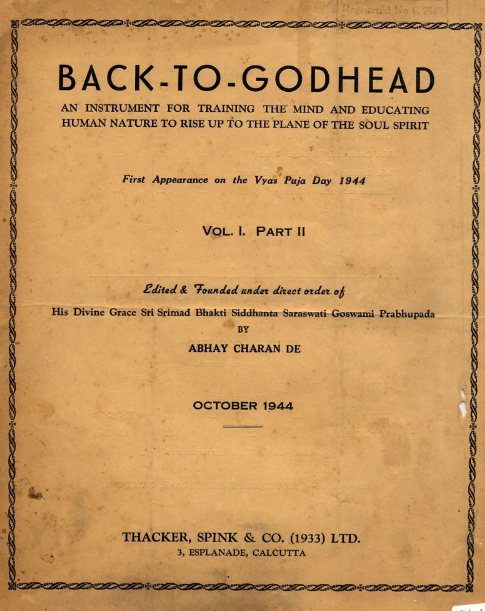 Registered No C
BACK-TO-GODHEAD
AN INSTRUMENT FOR TRAINING THE MIND AND EDUCATING
HUMAN NATURE TO RISE UP TO THE PLANE OF THE SOUL SPIRIT
First Appearance on the Vyas Puja Day 1944
VOL. I. PART II
Edited & Founded under direct order of
His Divine Grace Sri Srimad Bhakti Siddhanta Saraswati Goswami Prabhupada
BY
ABHAY CHARAN DE
OCTOBER 1944
THACKER, SPINK & CO. (1933) LTD.
3, ESPLANADE, CALCUTTA